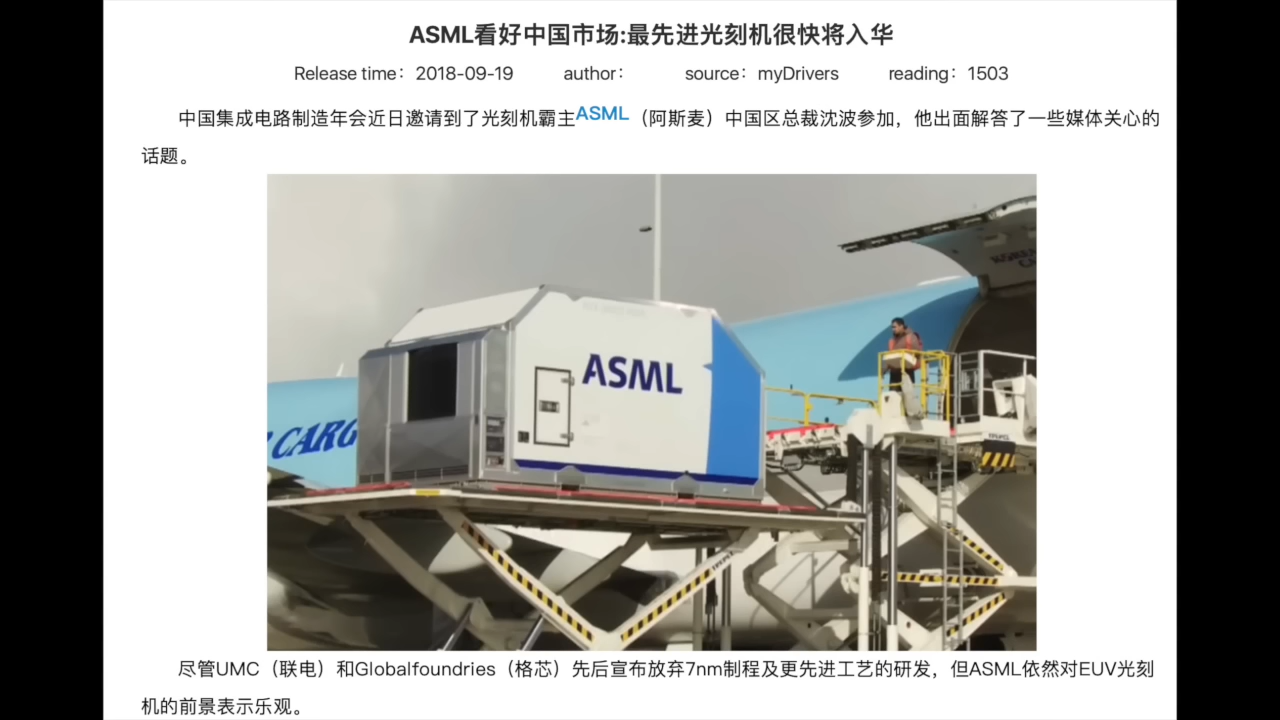 ASML看好中国市场:最先进光刻机很快将入华
Release time：2018-09-19 author： source：myDrivers reading：1503
中国集成电路制造年会近日邀请到了光刻机霸主ASML（阿斯麦）中国区总裁沈波参加，他出面解答了一些媒体关心的
话题。
ASML
CARGO
尽管UMC（联电）和Globalfoundries（格芯）先后宣布放弃7nm制程及更先进工艺的研发，但ASML依然对EUV光刻
机的前景表示乐观。